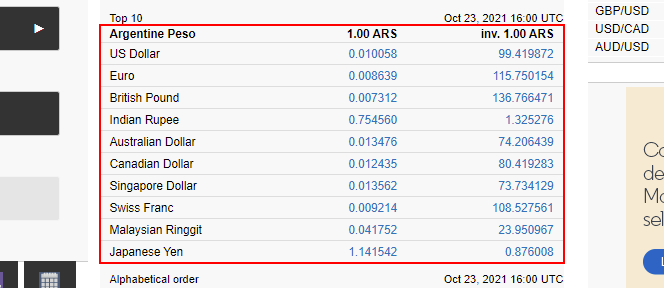 Top 10 Oct 23, 2021 16:00 UTC
Argentine Peso 1.00 ARS inv. 1.00 ARS
US Dollar 0.010058 99.419872
Euro 0.008639 115.750154
British Pound 0.007312 136.766471
Indian Rupee 0.754560 1.325276
Australian Dollar 0.013476 74.206439
Canadian Dollar 0.012435 80.419283
Singapore Dollar 0.013562 73.734129
Swiss Franc 0.009214 108.527561
Malaysian Ringgit 0.041752 23.950967
Japanese Yen 1.141542 0.876008
Alphabetical order Oct 23, 2021 16:00 UTC
GBP/USD
USD/CAD
AUD/USD